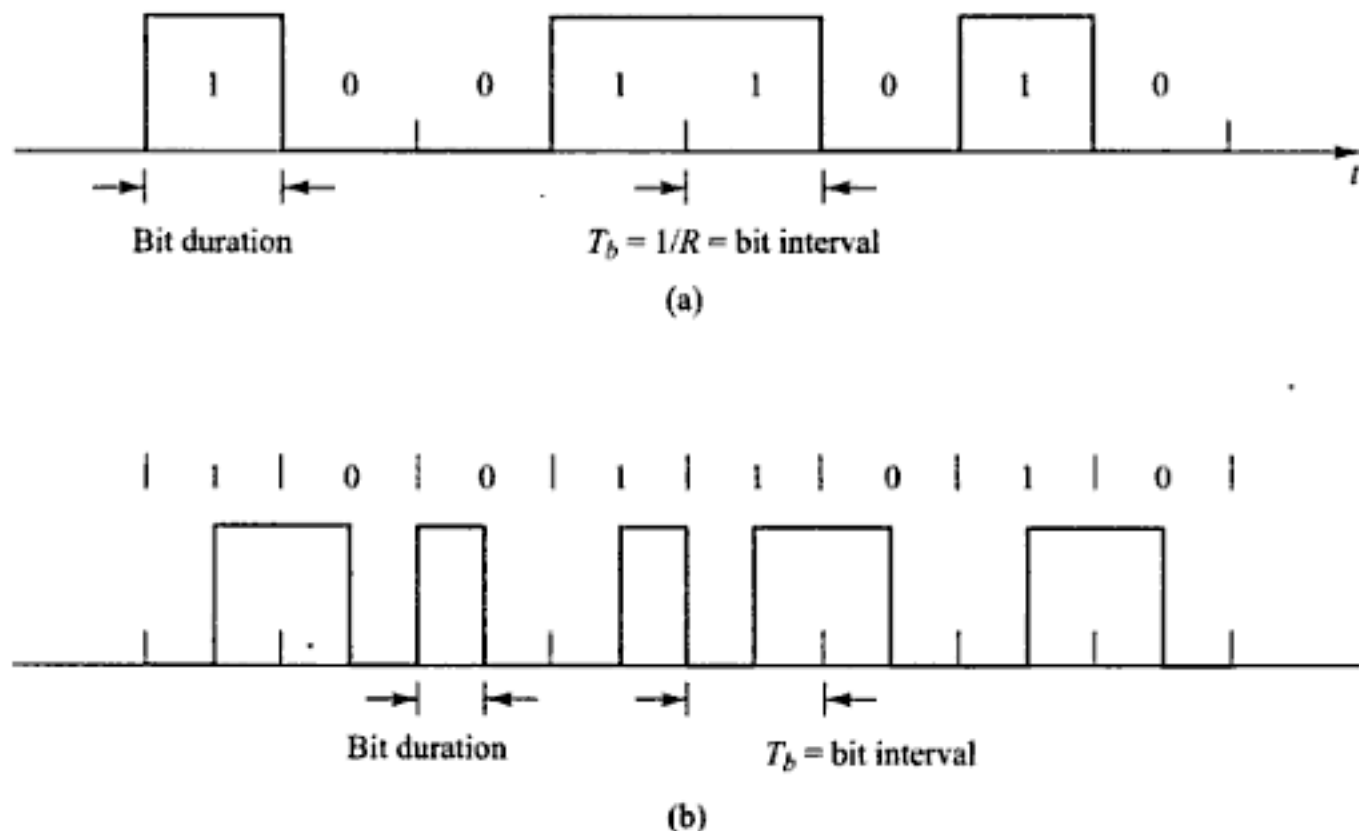 1 0 0 1 1 0 1 0
t
Bit duration
T_b = 1/R = bit interval
(a)
1 0 0 1 1 0 1 0
Bit duration
T_b = bit interval
(b)